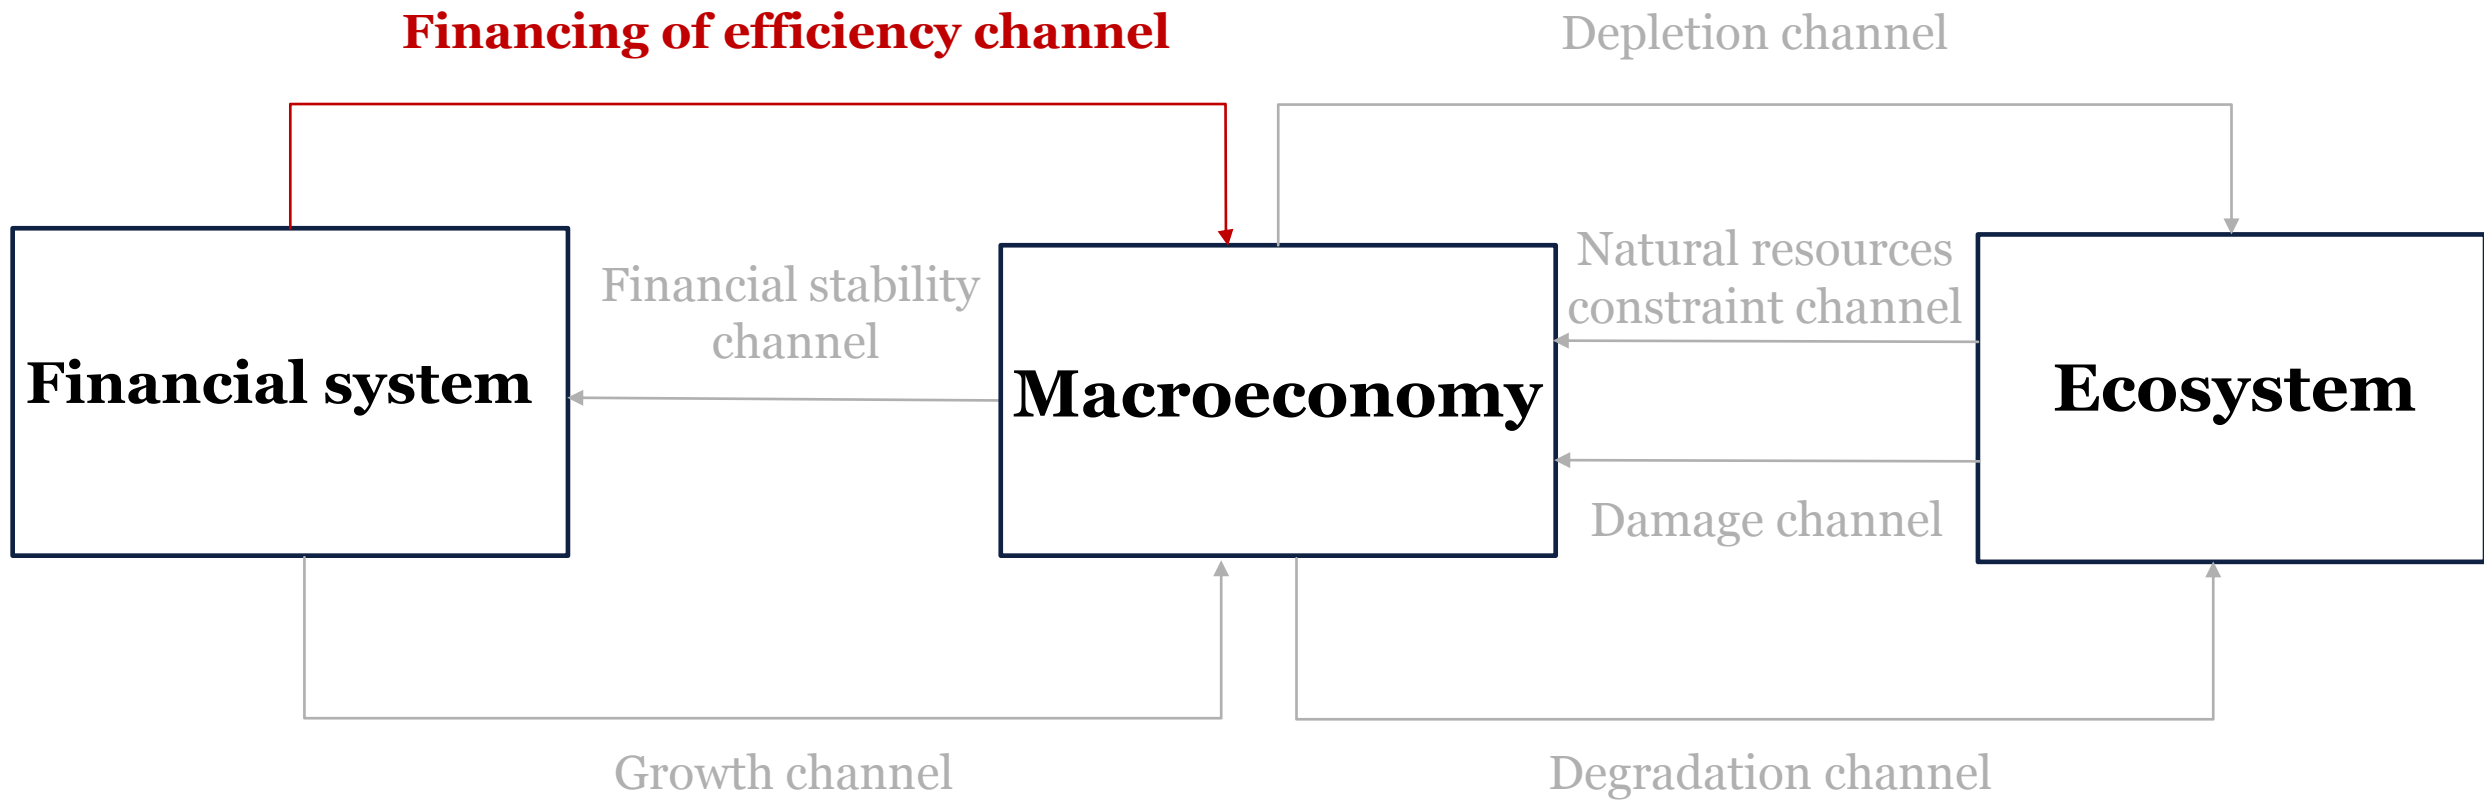 Financing of efficiency channel
Depletion channel
Financial stability
channel
Natural resources
constraint channel
Financial system
Macroeconomy
Ecosystem
Damage channel
Growth channel
Degradation channel